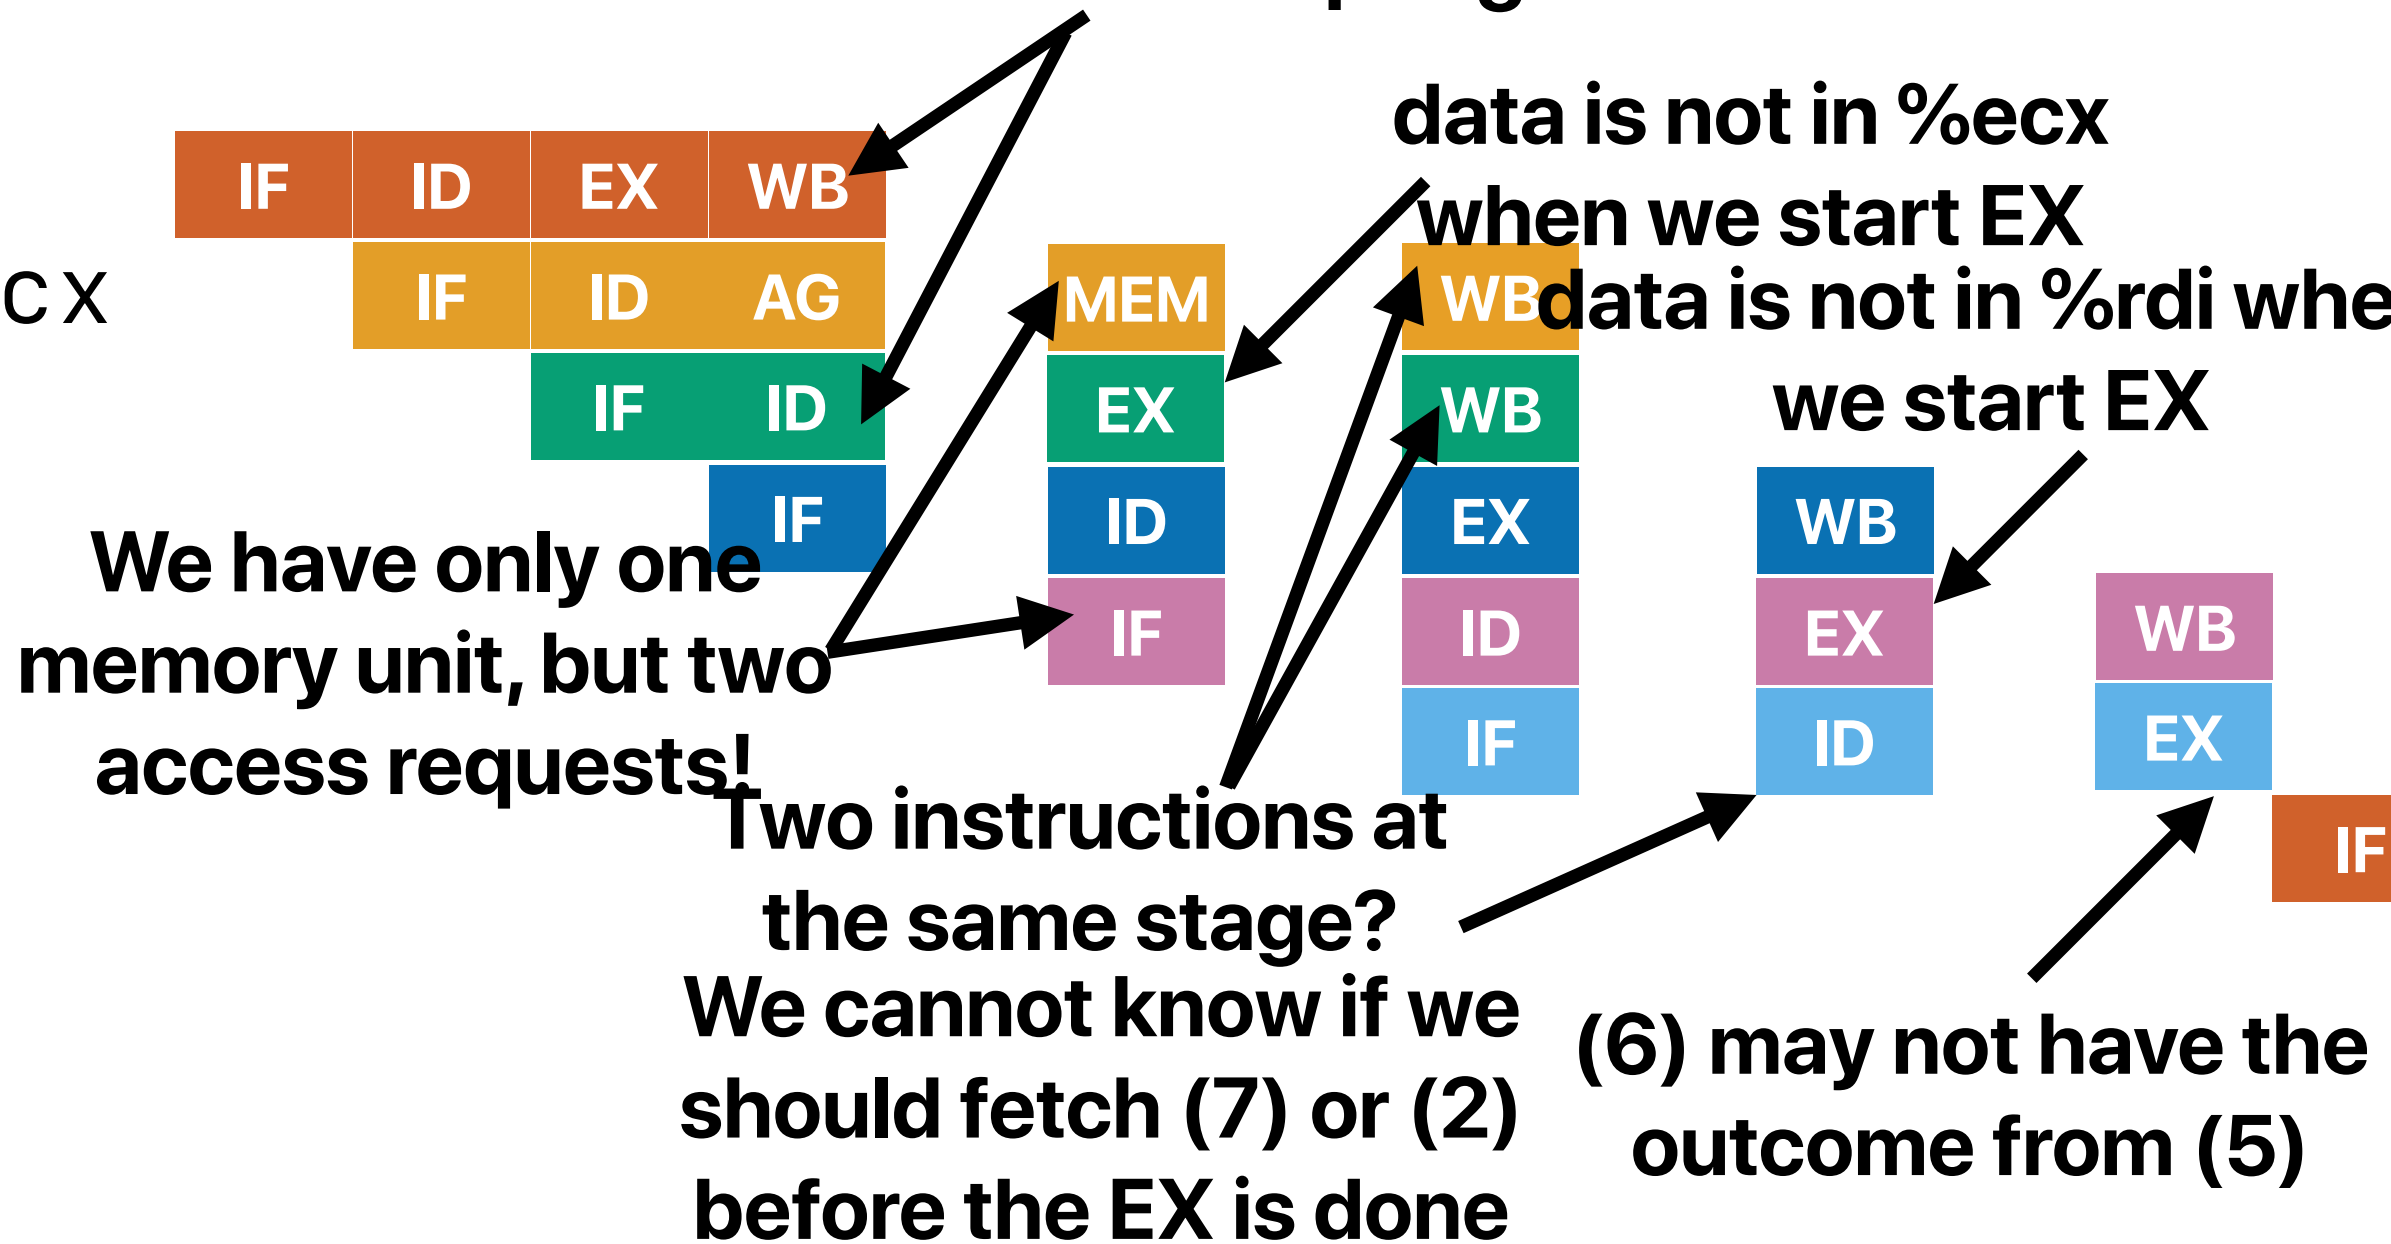 data is not in %ecx
when we start EX
IF ID EX WB
cx IF ID AG MEM WB
data is not in %rdi
we start EX
IF ID EX WB
IF ID EX WB
We have only one
memory unit, but two
access requests!
IF ID EX WB
IF ID EX
IF
Two instructions at
the same stage?
We cannot know if we
should fetch (7) or (2)
before the EX is done
(6) may not have the
outcome from (5)